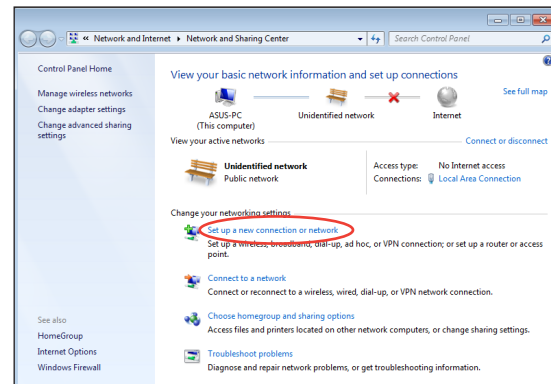 « Network and Internet ▸ Network and Sharing Center
Search Control Panel
Control Panel Home
Manage wireless networks
Change adapter settings
Change advanced sharing
settings
See also
HomeGroup
Internet Options
Windows Firewall
View your basic network information and set up connections
See full map
ASUS-PC
(This computer)
Unidentified network
Internet
View your active networks
Connect or disconnect
Unidentified network
Public network
Access type: No Internet access
Connections: Local Area Connection
Change your networking settings
Set up a new connection or network
Set up a wireless, broadband, dial-up, ad hoc, or VPN connection; or set up a router or access
point.
Connect to a network
Connect or reconnect to a wireless, wired, dial-up, or VPN network connection.
Choose homegroup and sharing options
Access files and printers located on other network computers, or change sharing settings.
Troubleshoot problems
Diagnose and repair network problems, or get troubleshooting information.